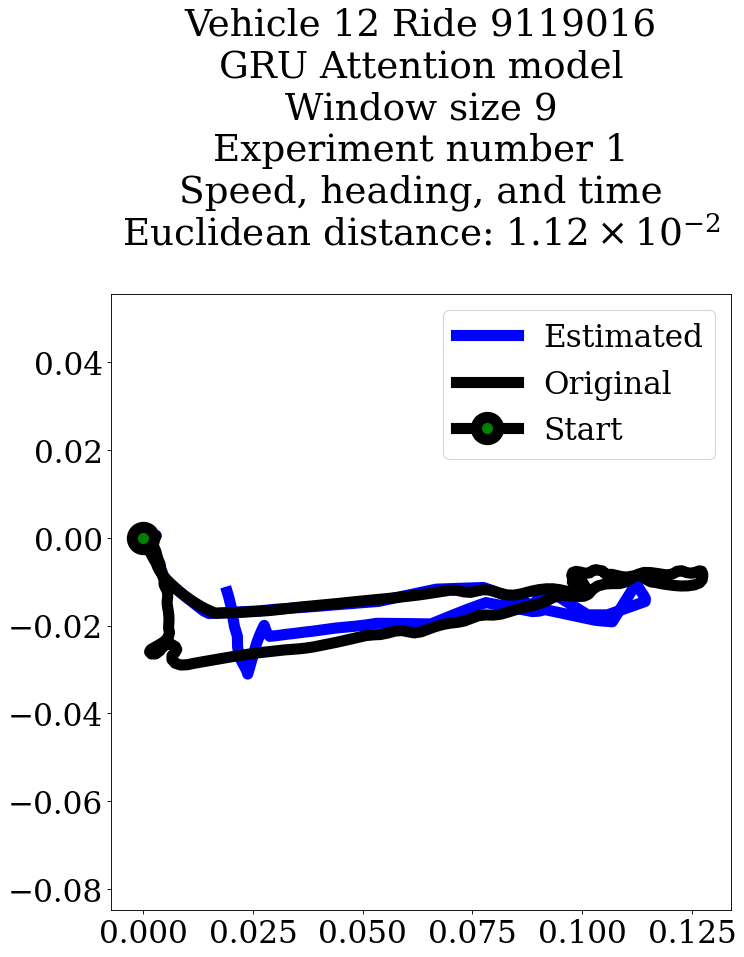 Vehicle 12 Ride 9119016
GRU Attention model
Window size 9
Experiment number 1
Speed, heading, and time
Euclidean distance: 1.12 × 10⁻²
Estimated
Original
Start
0.04
0.02
0.00
−0.02
−0.04
−0.06
−0.08
0.000 0.025 0.050 0.075 0.100 0.125